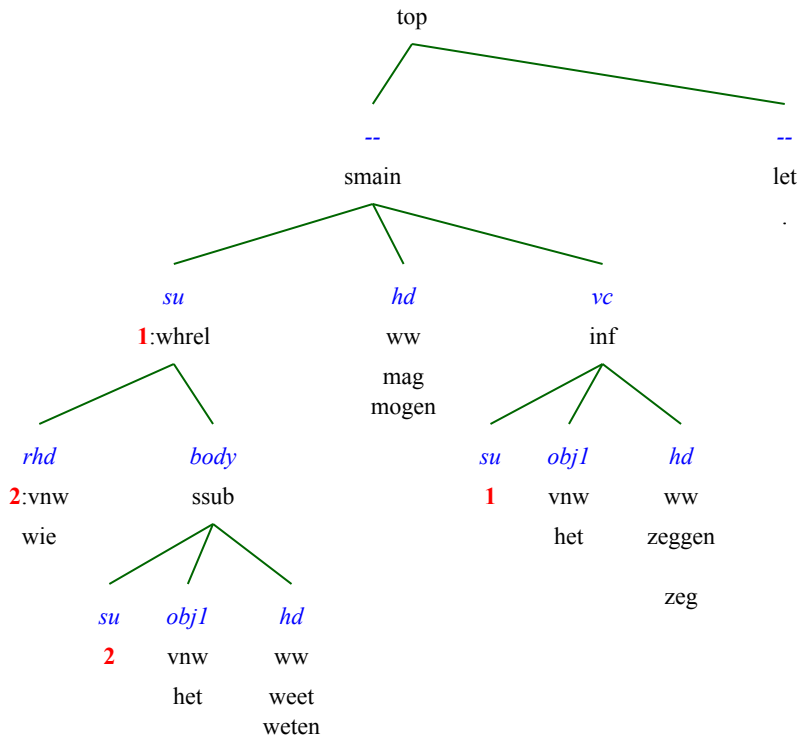 top
-- --
smain let
.
su hd vc
1:whrel ww inf
mag
mogen
rhd body su obj1 hd
2:vnw ssub 1 vnw ww
wie het zeggen
zeg
su obj1 hd
2 vnw ww
het weet
weten